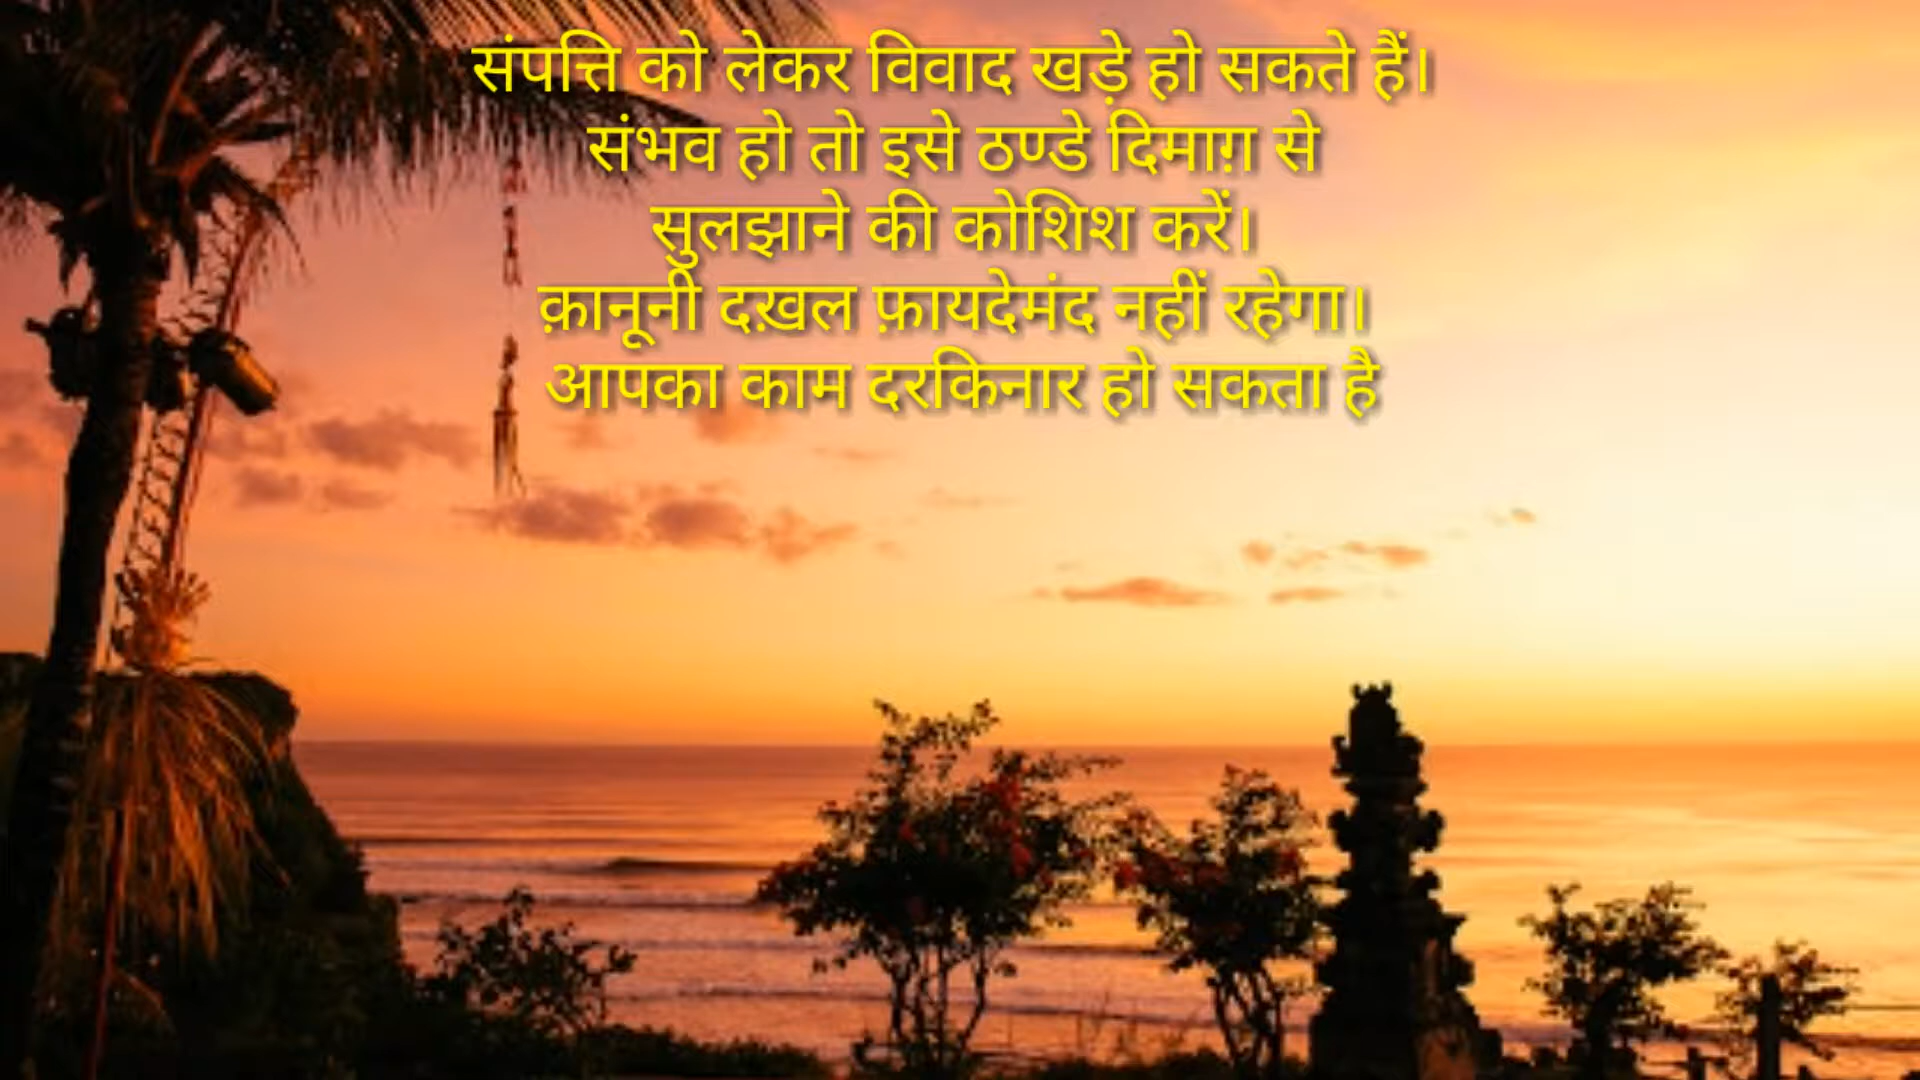 संपत्ति को लेकर विवाद खड़े हो सकते हैं।
संभव हो तो इसे ठण्डे दिमाग़ से
सुलझाने की कोशिश करें।
क़ानूनी दख़ल फ़ायदेमंद नहीं रहेगा।
आपका काम दरकिनार हो सकता है